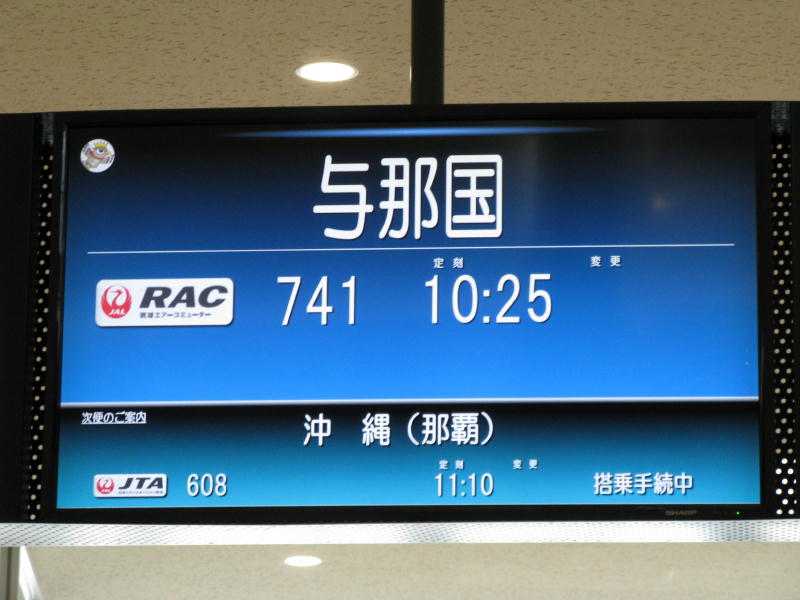 与那国
定刻 変更
JAL RAC 741 10:25
琉球エアーコミューター
次便のご案内
沖 縄（那覇）
定刻 変更
JAL JTA 608 11:10 搭乗手続中
SHARP